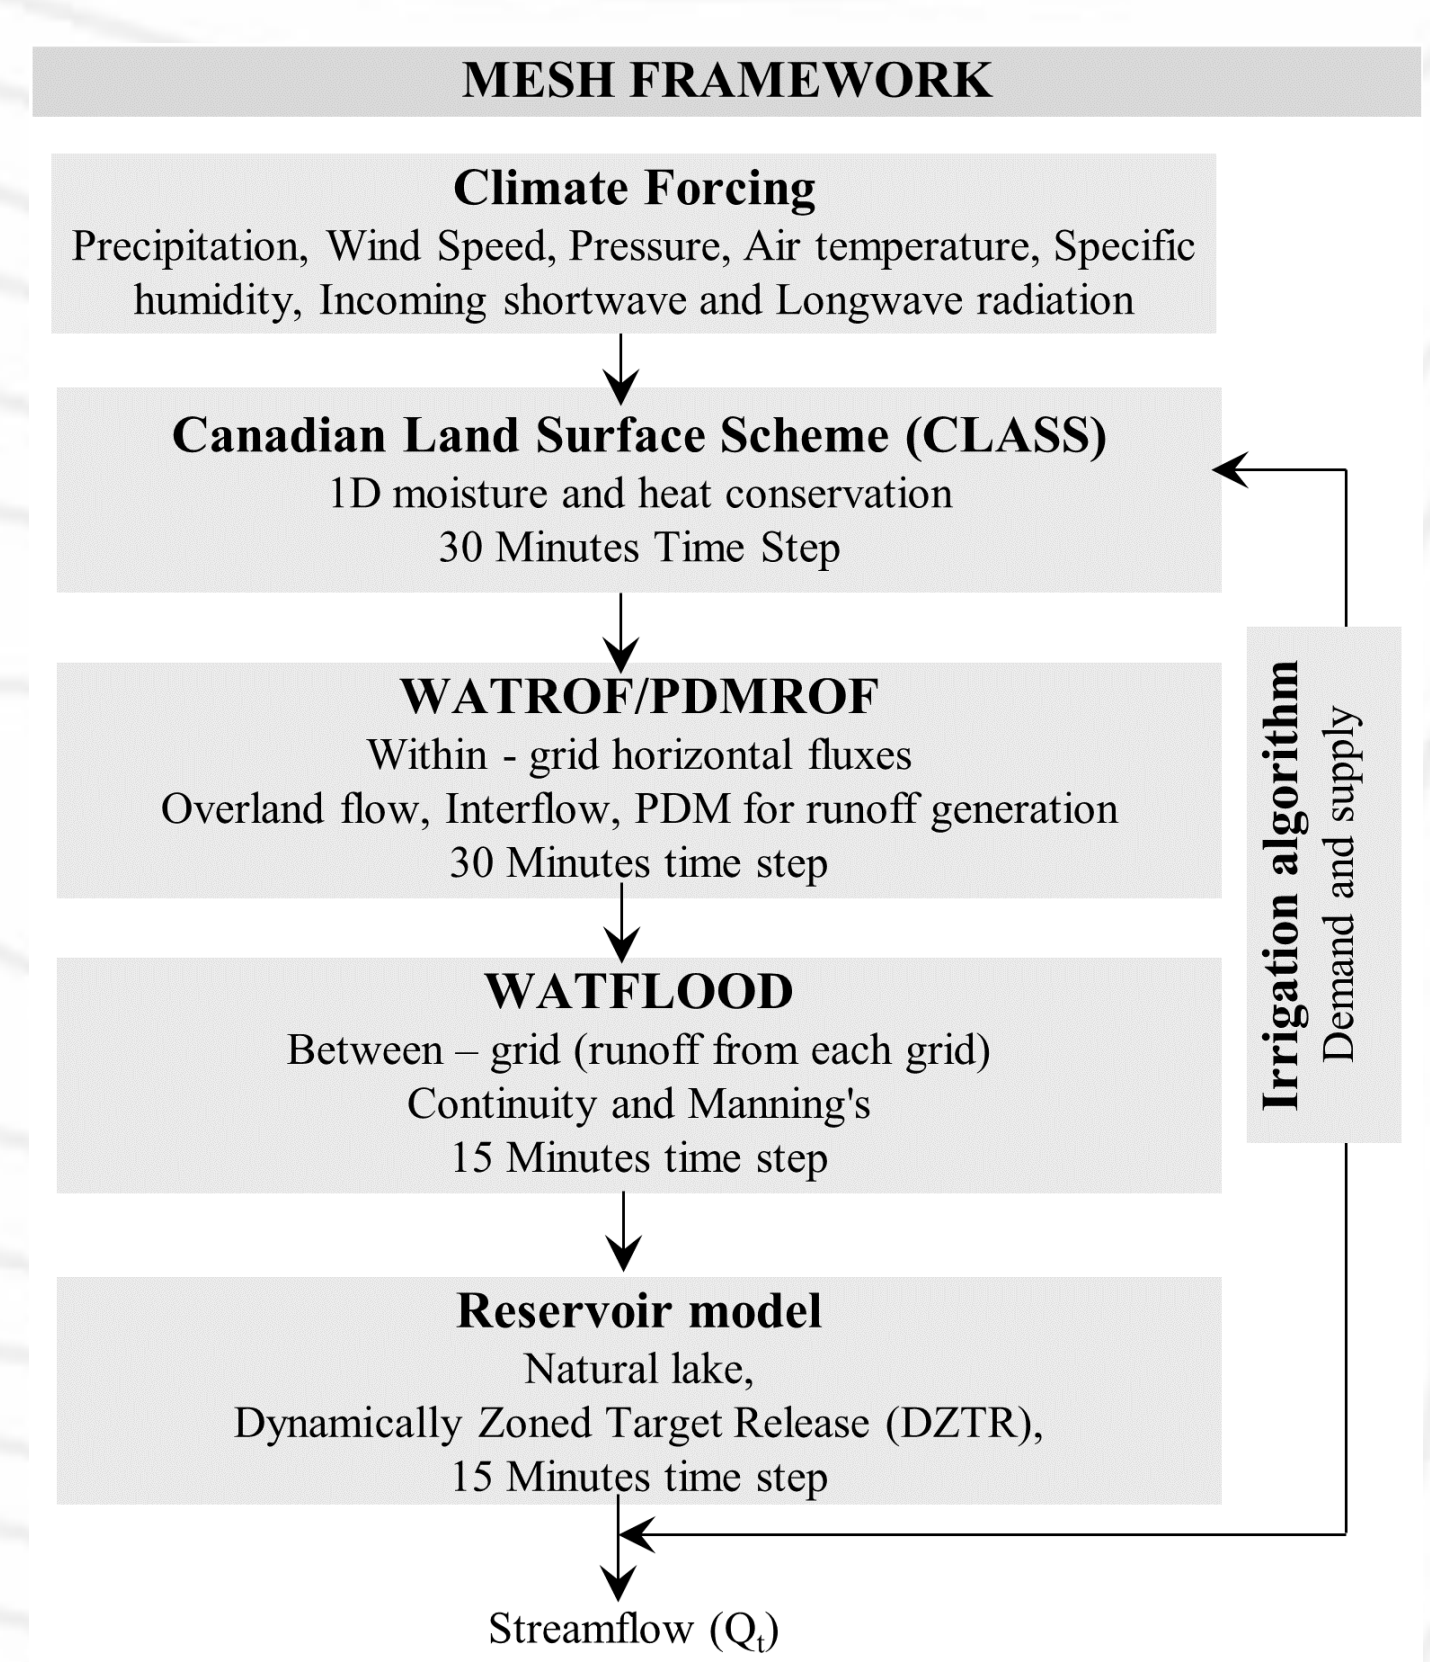 MESH FRAMEWORK
Climate Forcing
Precipitation, Wind Speed, Pressure, Air temperature, Specific
humidity, Incoming shortwave and Longwave radiation
Canadian Land Surface Scheme (CLASS)
1D moisture and heat conservation
30 Minutes Time Step
WATROF/PDMROF
Within - grid horizontal fluxes
Overland flow, Interflow, PDM for runoff generation
30 Minutes time step
WATFLOOD
Between – grid (runoff from each grid)
Continuity and Manning's
15 Minutes time step
Reservoir model
Natural lake,
Dynamically Zoned Target Release (DZTR),
15 Minutes time step
Streamflow (Qt)
Irrigation algorithm
Demand and supply